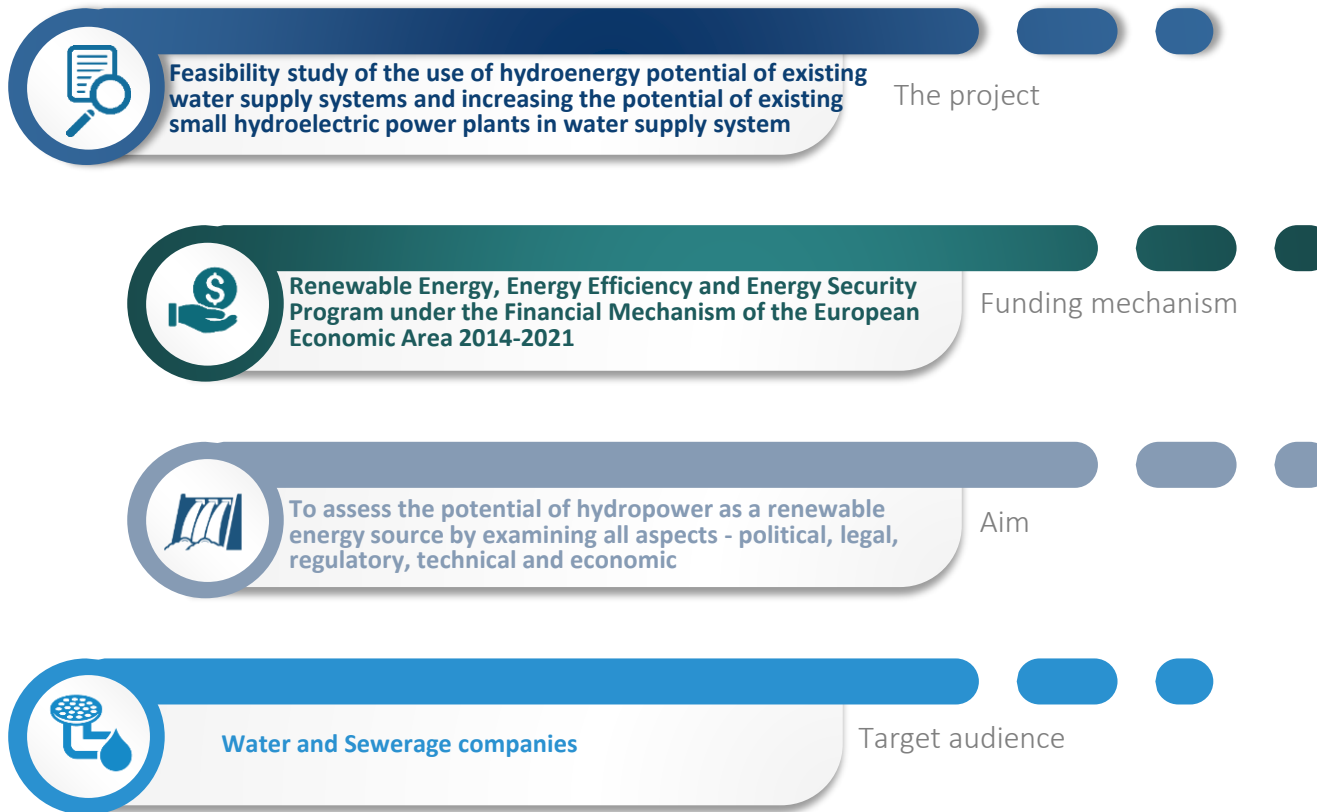 Feasibility study of the use of hydroenergy potential of existing
water supply systems and increasing the potential of existing
small hydroelectric power plants in water supply system
The project
Renewable Energy, Energy Efficiency and Energy Security
Program under the Financial Mechanism of the European
Economic Area 2014-2021
Funding mechanism
To assess the potential of hydropower as a renewable
energy source by examining all aspects - political, legal,
regulatory, technical and economic
Aim
Water and Sewerage companies
Target audience